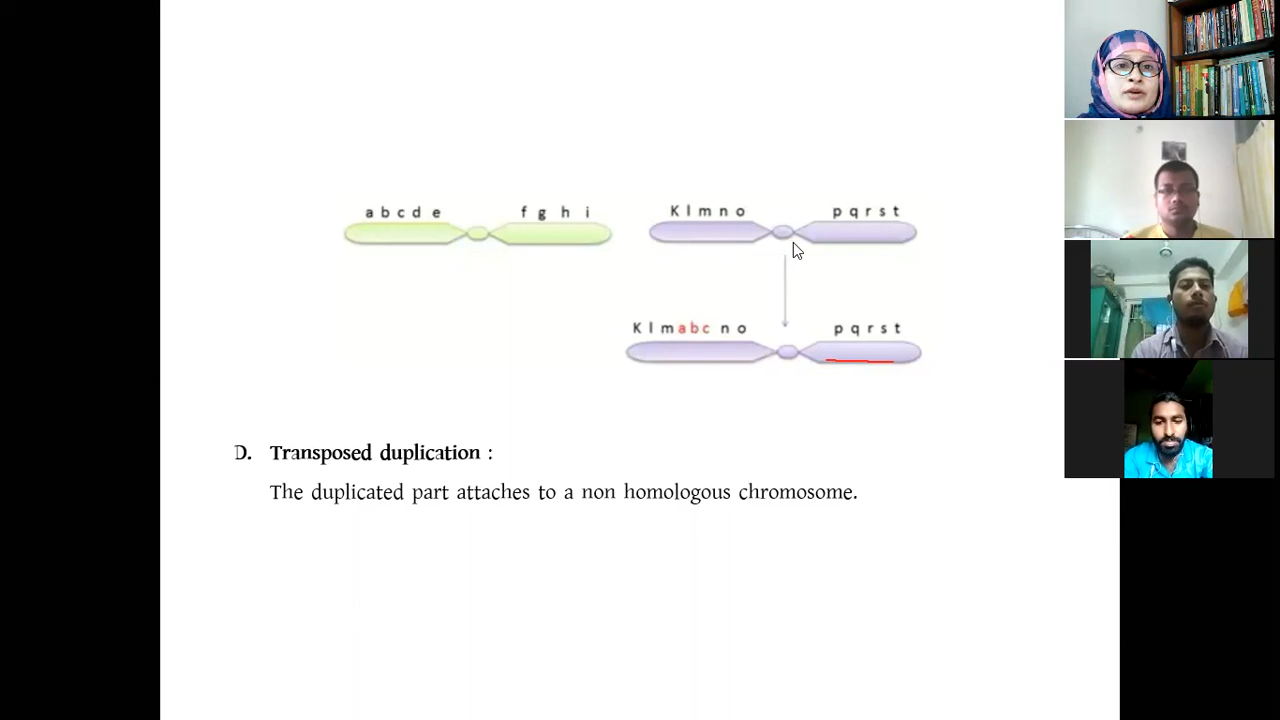 a b c d e f g h i K l m n o p q r s t
K l m a b c n o p q r s t
D. Transposed duplication :
The duplicated part attaches to a non homologous chromosome.